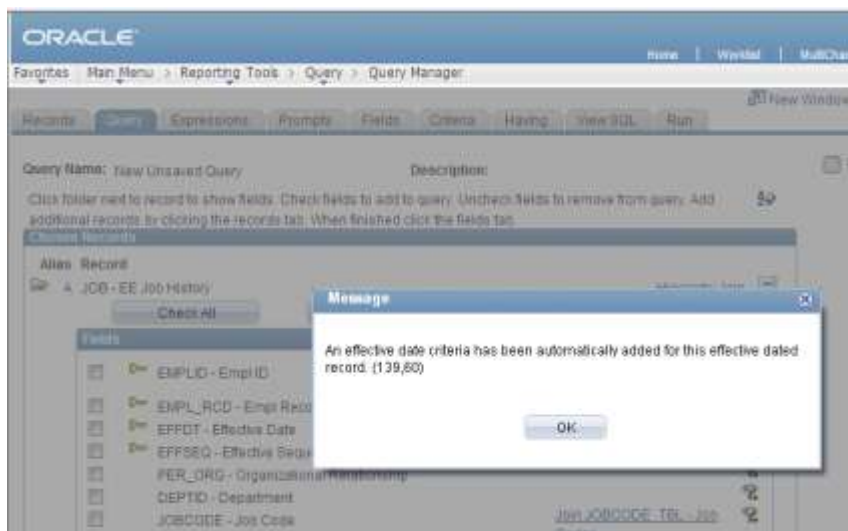 ORACLE
Home | Worklist | MultiCha
Favorites Main Menu > Reporting Tools > Query > Query Manager
New Window
Records Query Expressions Prompts Fields Criteria Having View SQL Run
Query Name: New Unsaved Query Description:
Click folder next to record to show fields. Check fields to add to query. Uncheck fields to remove from query. Add
additional records by clicking the records tab. When finished click the fields tab.
Chosen Records
Alias Record
A JOB - EE Job History Hierarchy Join
Check All
Message
An effective date criteria has been automatically added for this effective dated
record. (139,60)
OK
Fields
EMPLID - Empl ID
EMPL_RCD - Empl Reco
EFFDT - Effective Date
EFFSEQ - Effective Seque
PER_ORG - Organizational Relationship
DEPTID - Department
JOBCODE - Job Code Join JOBCODE_TBL - Job